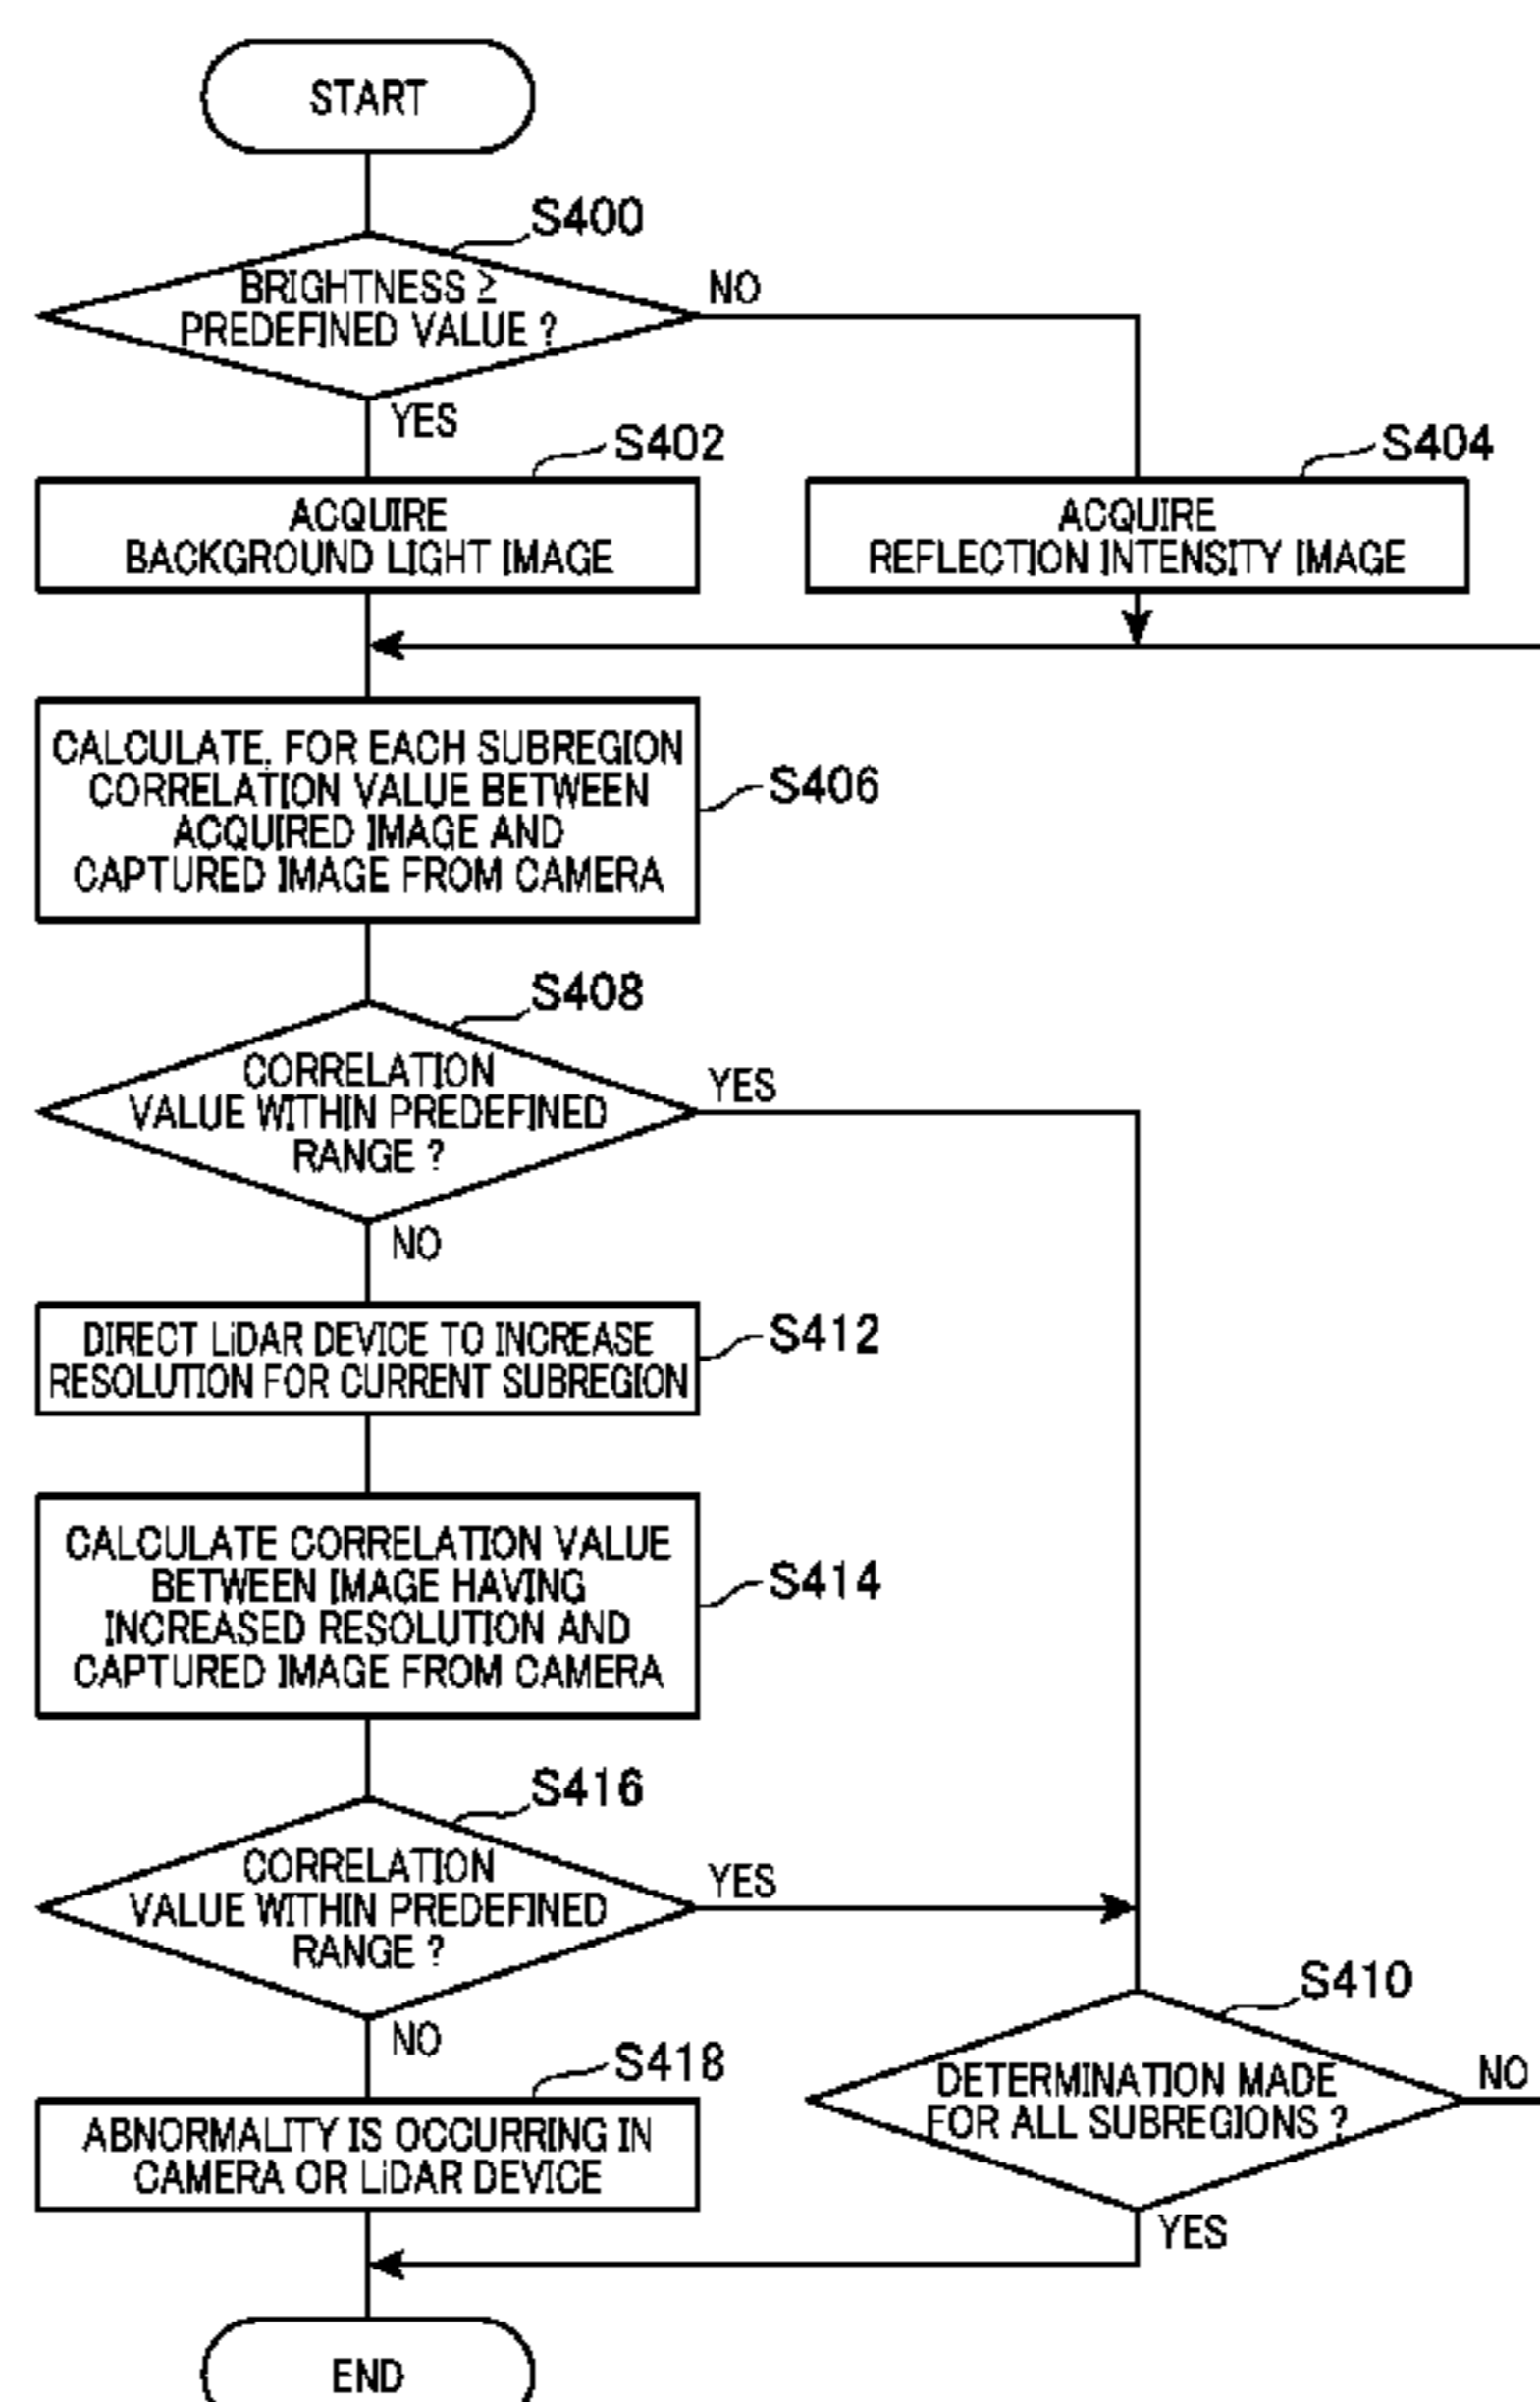 START
S400
BRIGHTNESS ≥
PREDEFINED VALUE ?
NO
YES
S402
ACQUIRE
BACKGROUND LIGHT IMAGE
S404
ACQUIRE
REFLECTION INTENSITY IMAGE
CALCULATE, FOR EACH SUBREGION
CORRELATION VALUE BETWEEN
ACQUIRED IMAGE AND
CAPTURED IMAGE FROM CAMERA
S406
S408
CORRELATION
VALUE WITHIN PREDEFINED
RANGE ?
YES
NO
DIRECT LiDAR DEVICE TO INCREASE
RESOLUTION FOR CURRENT SUBREGION
S412
CALCULATE CORRELATION VALUE
BETWEEN IMAGE HAVING
INCREASED RESOLUTION AND
CAPTURED IMAGE FROM CAMERA
S414
S416
CORRELATION
VALUE WITHIN PREDEFINED
RANGE ?
YES
NO
S410
DETERMINATION MADE
FOR ALL SUBREGIONS ?
NO
YES
S418
ABNORMALITY IS OCCURRING IN
CAMERA OR LiDAR DEVICE
END